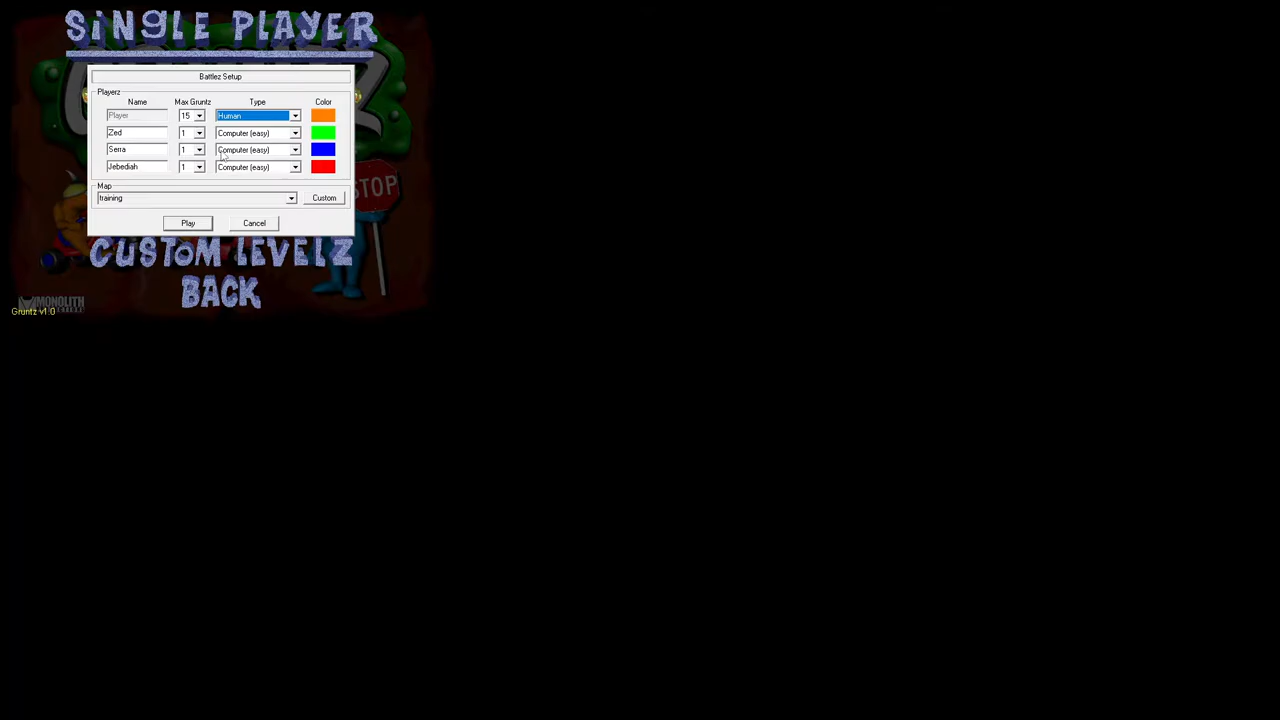 SINGLE PLAYER
Battlez Setup
Playerz
Name Max Gruntz Type Color
Player 15 Human
Zed 1 Computer (easy)
Serra 1 Computer (easy)
Jebediah 1 Computer (easy)
STOP
Map
training Custom
Play Cancel
CUSTOM LEVELZ
BACK
MONOLITH
Gruntz v1.0